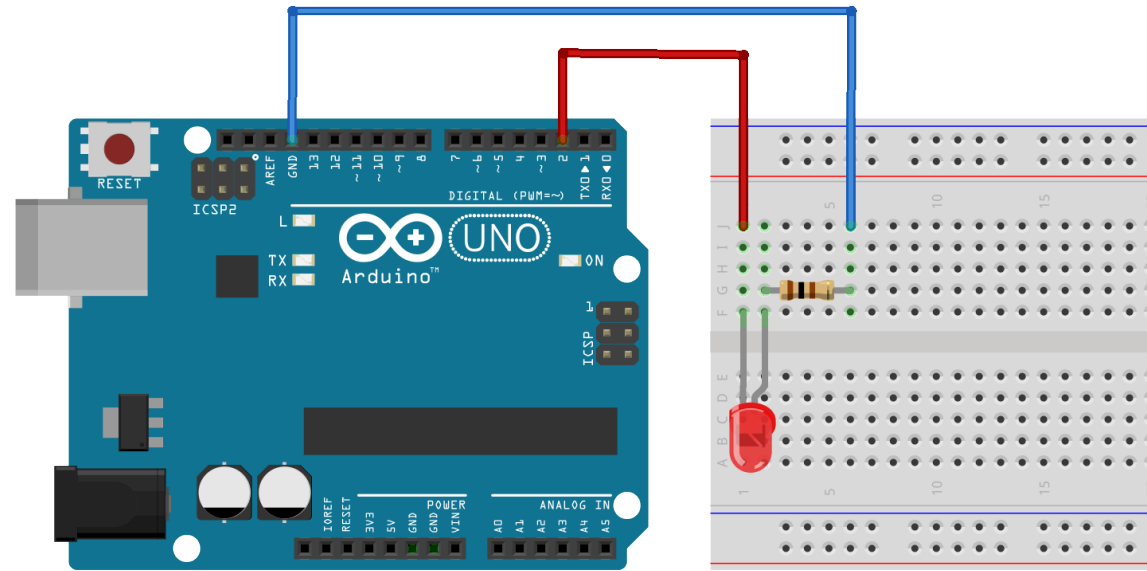 RESET
ICSP2
AREF
GND
13
12
~11
~10
~9
8
7
~6
~5
4
~3
2
TX0▶1
RX0◀0
DIGITAL (PWM=~)
L
TX
RX
Arduino™
UNO
ON
1
ICSP
IOREF
RESET
3V3
5V
GND
GND
VIN
POWER
A0
A1
A2
A3
A4
A5
ANALOG IN
5
10
15
J
I
H
G
F
E
D
C
B
A
1
5
10
15